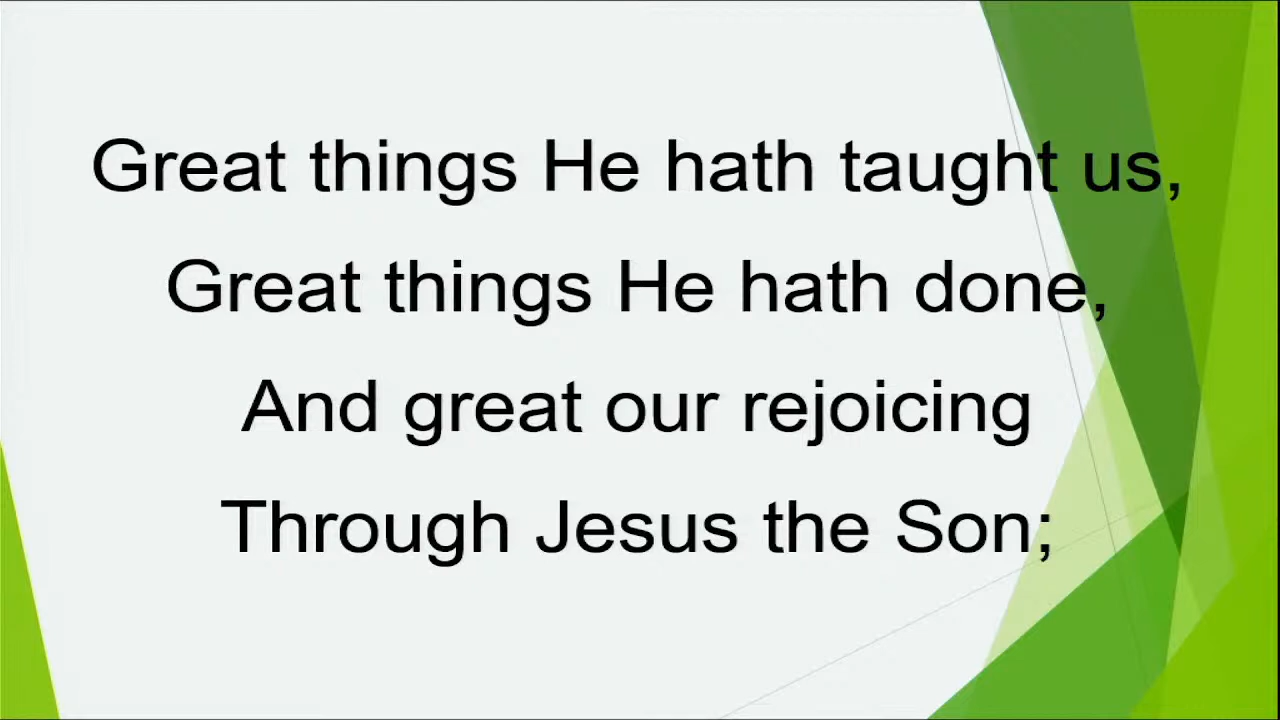 Great things He hath taught us,
Great things He hath done,
And great our rejoicing
Through Jesus the Son;